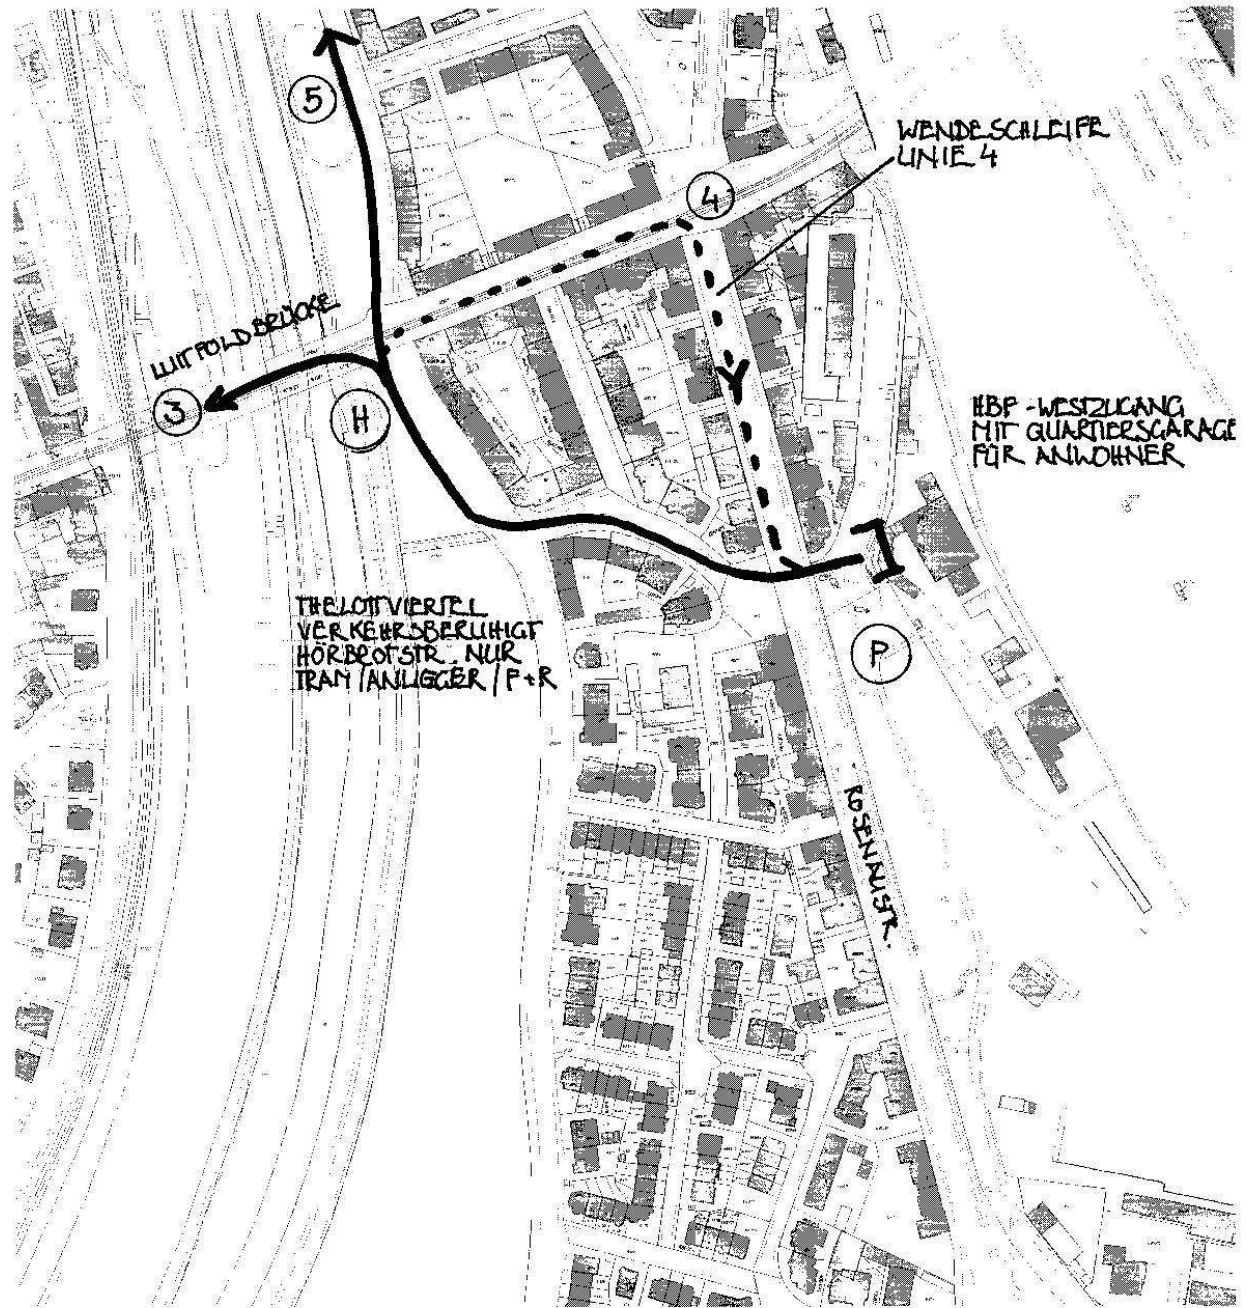 5
WENDESCHLEIFE
LINIE 4
4
LUITPOLDBRÜCKE
3
H
HBF-WESTZUGANG
MIT QUARTIERSGARAGE
FÜR ANWOHNER
THELOTTVIERTEL
VERKEHRSBERUHIGT
HÖRBROTSTR. NUR
TRAM/ANLIGGER/P+R
P
ROSENAUSTR.